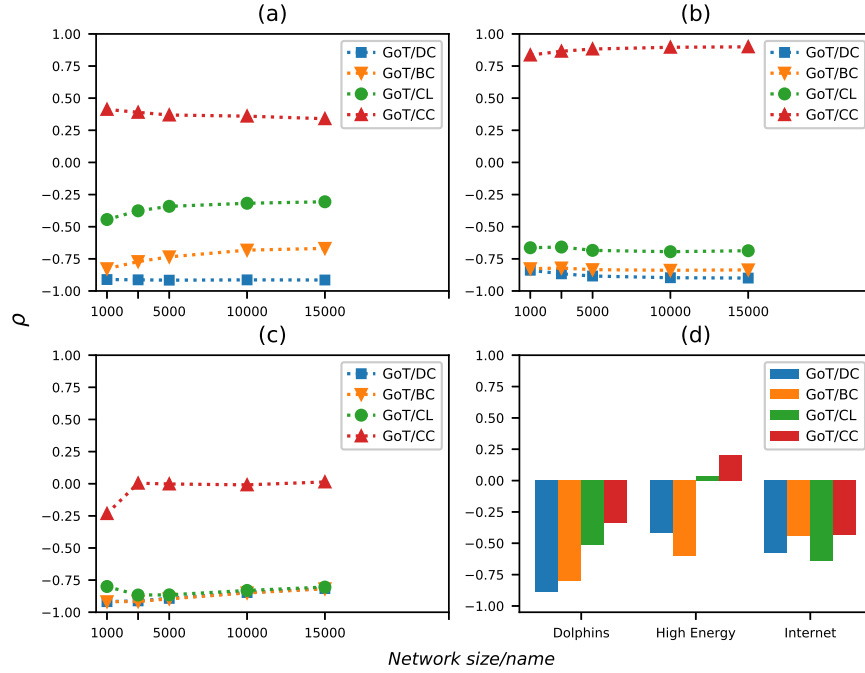 (a)
1.00
0.75
0.50
0.25
0.00
−0.25
−0.50
−0.75
−1.00
1000
5000
10000
15000
GoT/DC
GoT/BC
GoT/CL
GoT/CC
(b)
1.00
0.75
0.50
0.25
0.00
−0.25
−0.50
−0.75
−1.00
1000
5000
10000
15000
GoT/DC
GoT/BC
GoT/CL
GoT/CC
ρ
(c)
1.00
0.75
0.50
0.25
0.00
−0.25
−0.50
−0.75
−1.00
1000
5000
10000
15000
GoT/DC
GoT/BC
GoT/CL
GoT/CC
(d)
1.00
0.75
0.50
0.25
0.00
−0.25
−0.50
−0.75
−1.00
Dolphins
High Energy
Internet
GoT/DC
GoT/BC
GoT/CL
GoT/CC
Network size/name